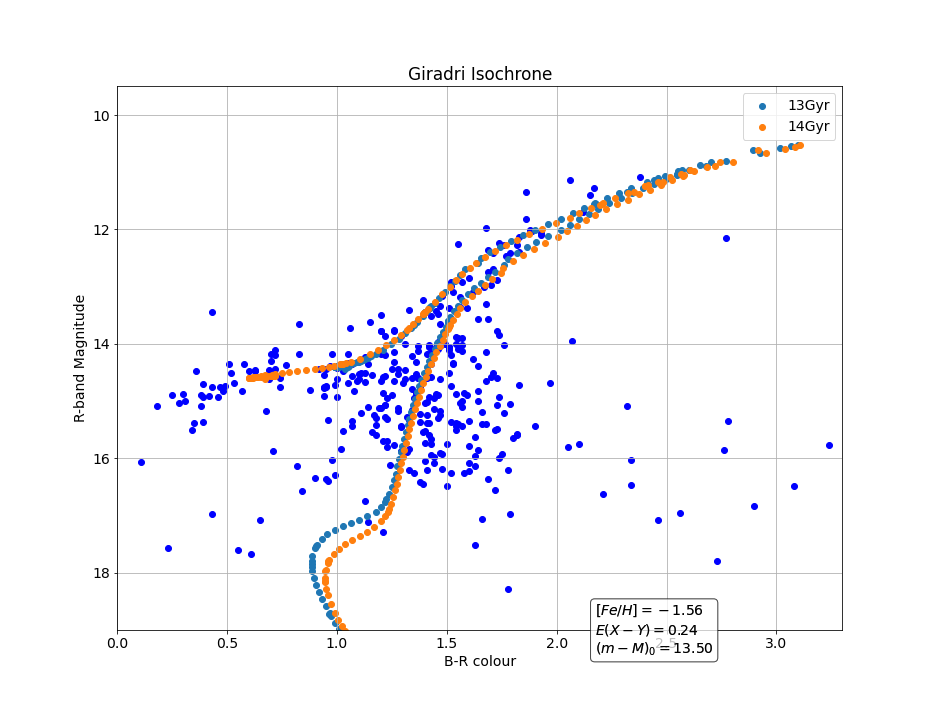 Giradri Isochrone
13Gyr
14Gyr
R-band Magnitude
10
12
14
16
18
[Fe/H] = −1.56
E(X − Y) = 0.24
(m − M)₀ = 13.50
0.0 0.5 1.0 1.5 2.0 2.5 3.0
B-R colour